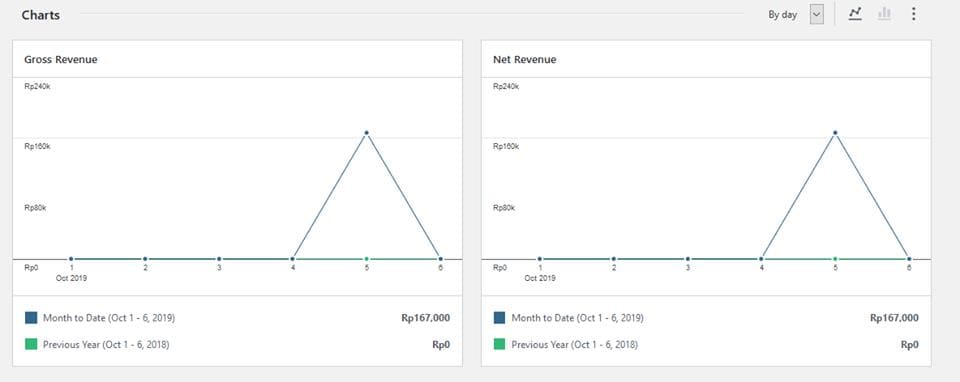 Charts
By day
Gross Revenue
Rp240k
Rp160k
Rp80k
Rp0
1 2 3 4 5 6
Oct 2019
Month to Date (Oct 1 - 6, 2019) Rp167,000
Previous Year (Oct 1 - 6, 2018) Rp0
Net Revenue
Rp240k
Rp160k
Rp80k
Rp0
1 2 3 4 5 6
Oct 2019
Month to Date (Oct 1 - 6, 2019) Rp167,000
Previous Year (Oct 1 - 6, 2018) Rp0